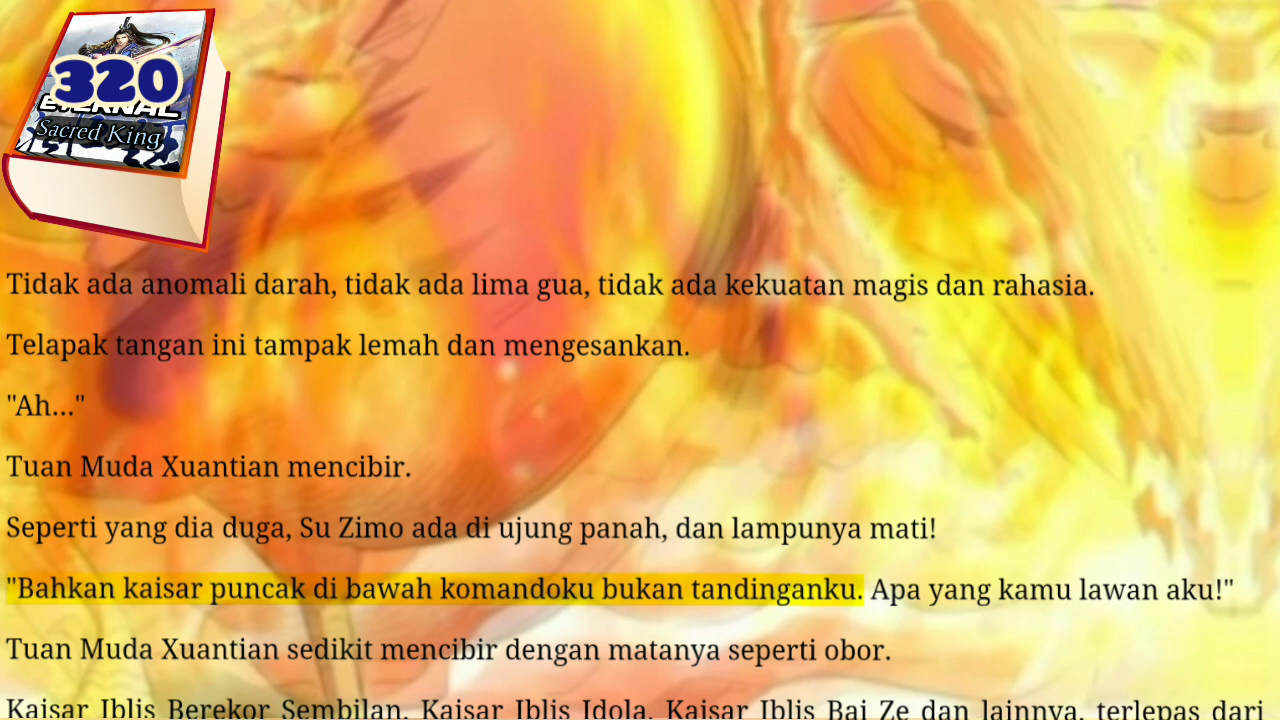 320
ETERNAL
Sacred King
Tidak ada anomali darah, tidak ada lima gua, tidak ada kekuatan magis dan rahasia.
Telapak tangan ini tampak lemah dan mengesankan.
"Ah..."
Tuan Muda Xuantian mencibir.
Seperti yang dia duga, Su Zimo ada di ujung panah, dan lampunya mati!
"Bahkan kaisar puncak di bawah komandoku bukan tandinganku. Apa yang kamu lawan aku!"
Tuan Muda Xuantian sedikit mencibir dengan matanya seperti obor.
Kaisar Iblis Berekor Sembilan, Kaisar Iblis Idola, Kaisar Iblis Bai Ze dan lainnya, terlepas dari